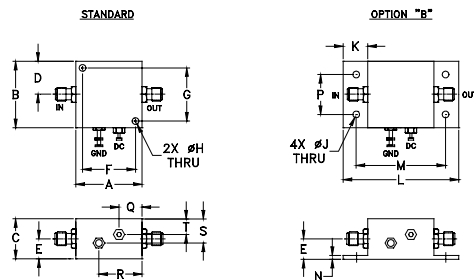 STANDARD
OPTION "B"
D
B
IN
OUT
G
GND
DC
F
A
2X øH
THRU
K
P
IN
OUT
4X øJ
THRU
GND
DC
M
L
Q
C
E
T
S
R
E
N